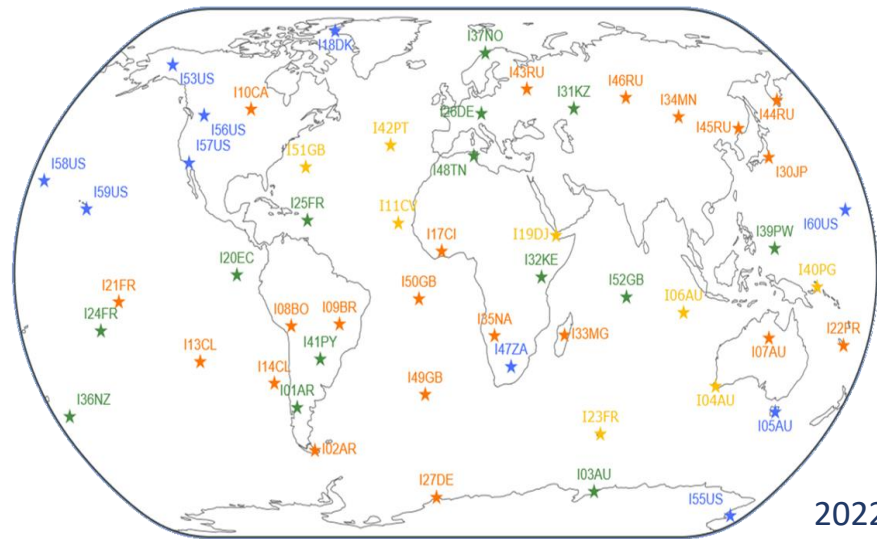 I37NO
I18DK
I53US
I43RU
I46RU
I31KZ
I10CA
I34MN
I44RU
I26DE
I56US
I45RU
I42PT
I57US
I51GB
I48TN
I30JP
I58US
I59US
I25FR
I11CV
I60US
I17CI
I19DJ
I39PW
I20EC
I32KE
I40PG
I21FR
I50GB
I52GB
I06AU
I24FR
I08BO
I09BR
I35NA
I33MG
I22FR
I13CL
I41PY
I47ZA
I07AU
I14CL
I49GB
I01AR
I04AU
I36NZ
I23FR
I05AU
I02AR
I27DE
I03AU
I55US
2022